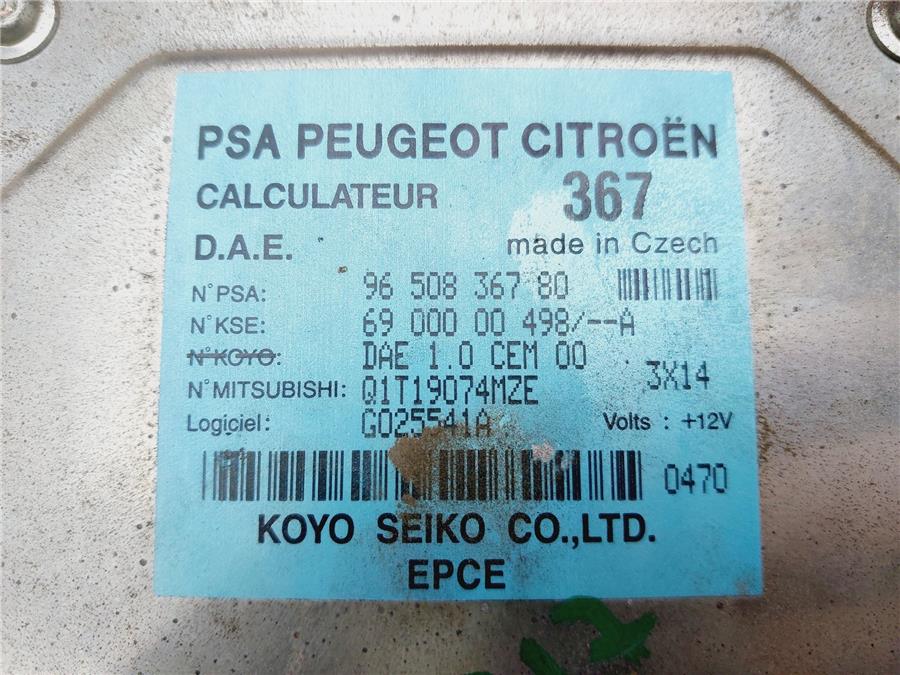 PSA PEUGEOT CITROËN
CALCULATEUR 367
D.A.E. made in Czech
N°PSA: 96 508 367 80
N°KSE: 69 000 00 498/--A
N°KOYO: DAE 1.0 CEM 00
3X14
N°MITSUBISHI: Q1T19074MZE
Logiciel: G025541A Volts : +12V
0470
KOYO SEIKO CO.,LTD.
EPCE